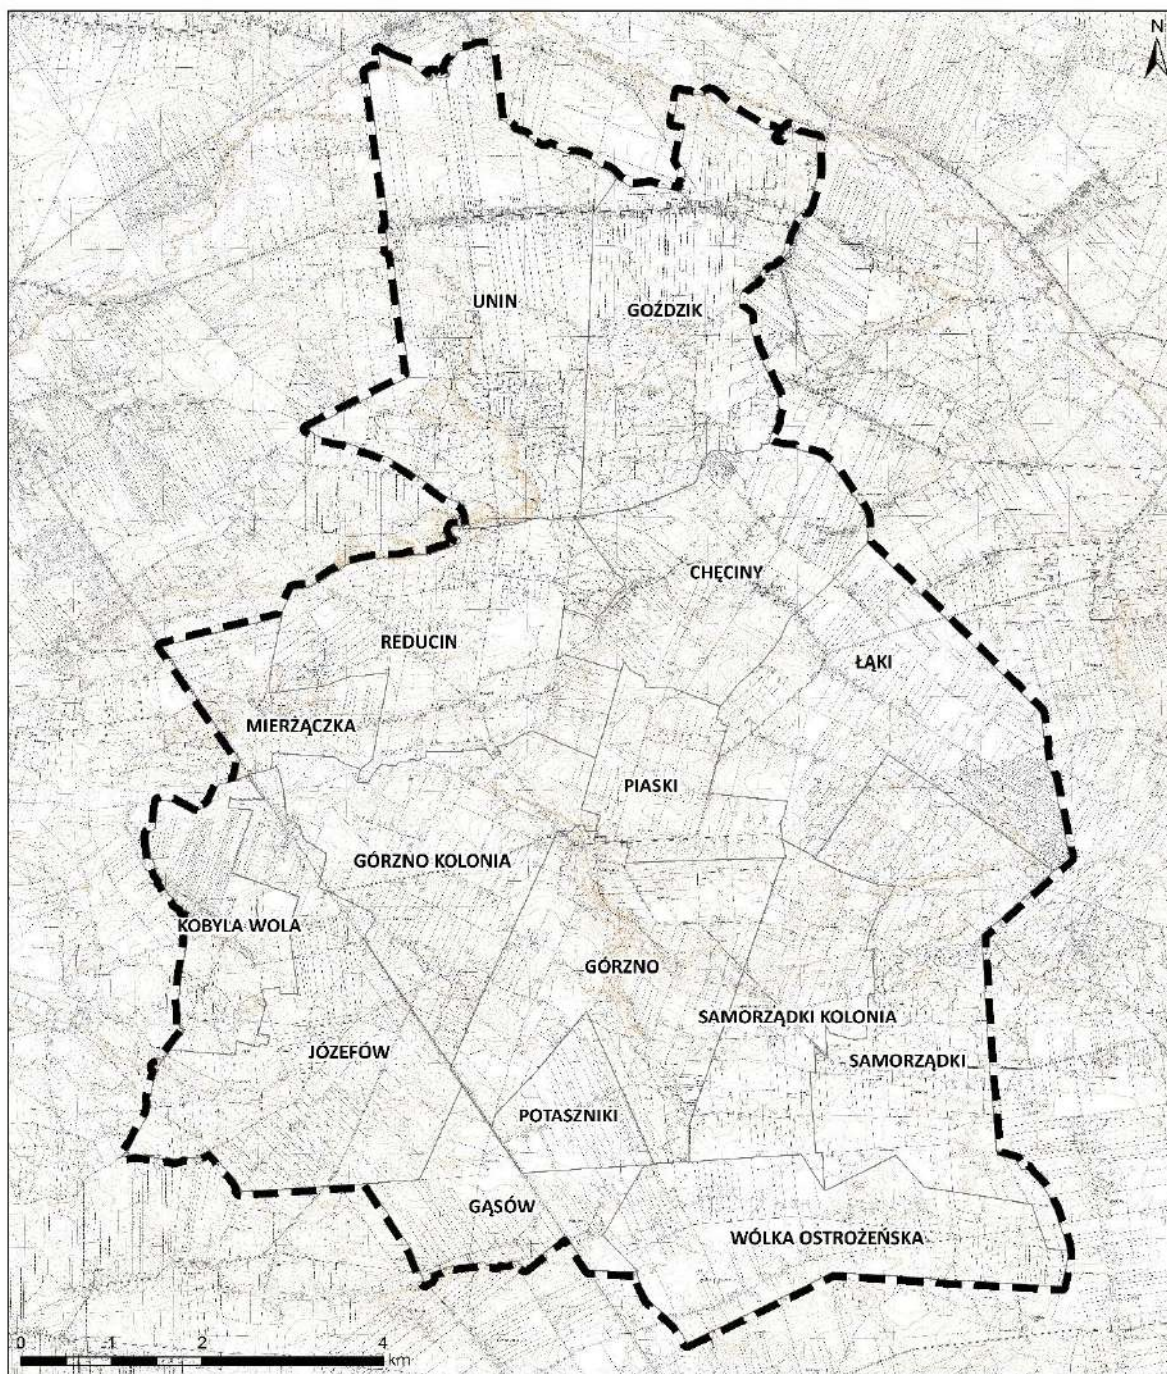 N
UNIN
GOŹDZIK
CHĘCINY
REDUCIN
ŁĄKI
MIERŻĄCZKA
PIASKI
GÓRZNO KOLONIA
KOBYLA WOLA
GÓRZNO
SAMORZĄDKI KOLONIA
JÓZEFÓW
SAMORZĄDKI
POTASZNIKI
GĄSÓW
WÓLKA OSTROŻEŃSKA
0 1 2 4
km